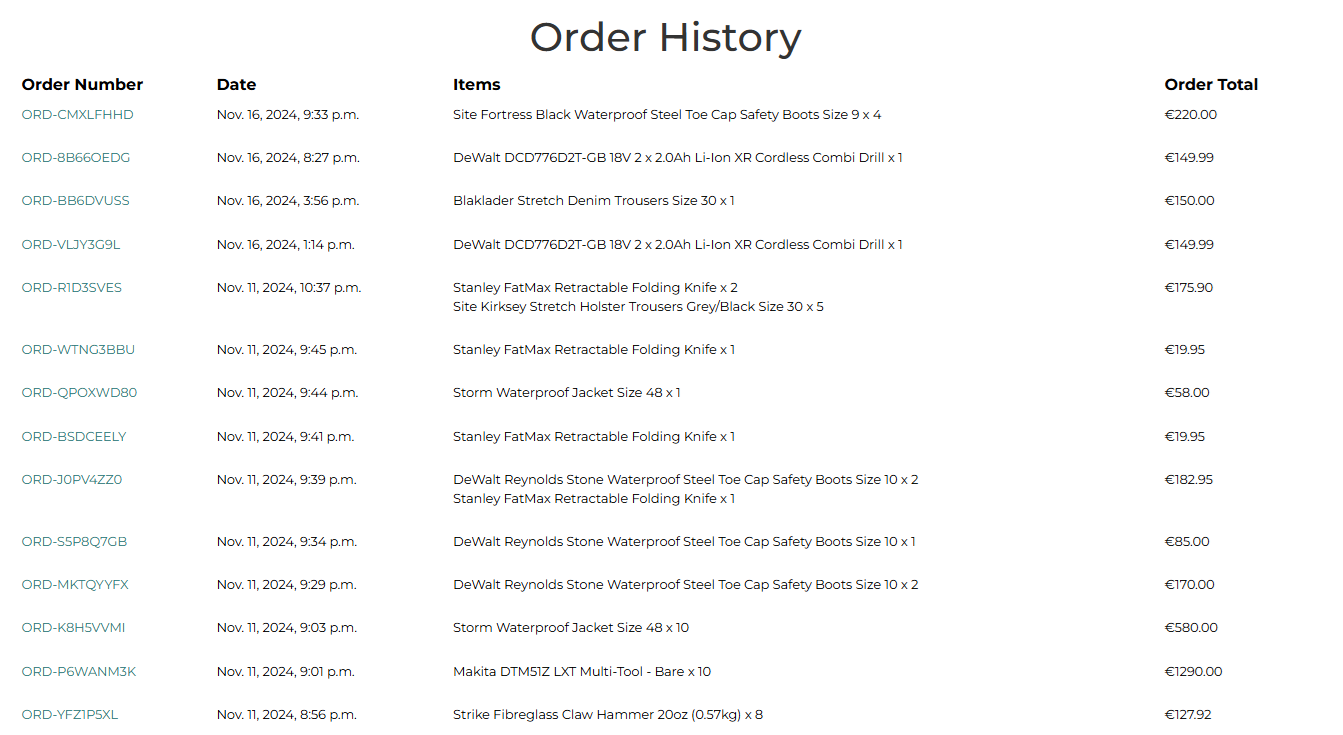 Order History
Order Number Date Items Order Total
ORD-CMXLFHHD Nov. 16, 2024, 9:33 p.m. Site Fortress Black Waterproof Steel Toe Cap Safety Boots Size 9 x 4 €220.00
ORD-8B66OEDG Nov. 16, 2024, 8:27 p.m. DeWalt DCD776D2T-GB 18V 2 x 2.0Ah Li-Ion XR Cordless Combi Drill x 1 €149.99
ORD-BB6DVUSS Nov. 16, 2024, 3:56 p.m. Blaklader Stretch Denim Trousers Size 30 x 1 €150.00
ORD-VLJY3G9L Nov. 16, 2024, 1:14 p.m. DeWalt DCD776D2T-GB 18V 2 x 2.0Ah Li-Ion XR Cordless Combi Drill x 1 €149.99
ORD-R1D3SVES Nov. 11, 2024, 10:37 p.m. Stanley FatMax Retractable Folding Knife x 2 €175.90
Site Kirksey Stretch Holster Trousers Grey/Black Size 30 x 5
ORD-WTNG3BBU Nov. 11, 2024, 9:45 p.m. Stanley FatMax Retractable Folding Knife x 1 €19.95
ORD-QPOXWD80 Nov. 11, 2024, 9:44 p.m. Storm Waterproof Jacket Size 48 x 1 €58.00
ORD-BSDCEELY Nov. 11, 2024, 9:41 p.m. Stanley FatMax Retractable Folding Knife x 1 €19.95
ORD-J0PV4ZZ0 Nov. 11, 2024, 9:39 p.m. DeWalt Reynolds Stone Waterproof Steel Toe Cap Safety Boots Size 10 x 2 €182.95
Stanley FatMax Retractable Folding Knife x 1
ORD-S5P8Q7GB Nov. 11, 2024, 9:34 p.m. DeWalt Reynolds Stone Waterproof Steel Toe Cap Safety Boots Size 10 x 1 €85.00
ORD-MKTQYYFX Nov. 11, 2024, 9:29 p.m. DeWalt Reynolds Stone Waterproof Steel Toe Cap Safety Boots Size 10 x 2 €170.00
ORD-K8H5VVMI Nov. 11, 2024, 9:03 p.m. Storm Waterproof Jacket Size 48 x 10 €580.00
ORD-P6WANM3K Nov. 11, 2024, 9:01 p.m. Makita DTM51Z LXT Multi-Tool - Bare x 10 €1290.00
ORD-YFZ1P5XL Nov. 11, 2024, 8:56 p.m. Strike Fibreglass Claw Hammer 20oz (0.57kg) x 8 €127.92